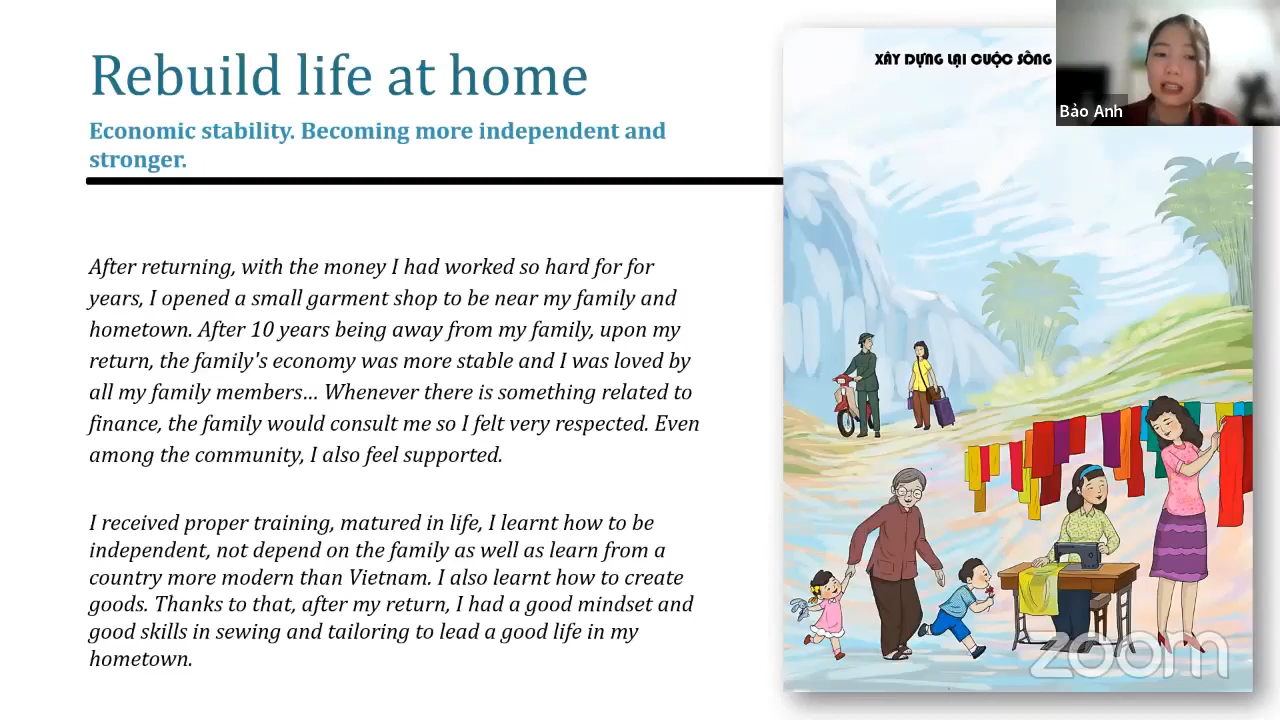 Rebuild life at home
Economic stability. Becoming more independent and
stronger.
After returning, with the money I had worked so hard for for
years, I opened a small garment shop to be near my family and
hometown. After 10 years being away from my family, upon my
return, the family's economy was more stable and I was loved by
all my family members... Whenever there is something related to
finance, the family would consult me so I felt very respected. Even
among the community, I also feel supported.
I received proper training, matured in life, I learnt how to be
independent, not depend on the family as well as learn from a
country more modern than Vietnam. I also learnt how to create
goods. Thanks to that, after my return, I had a good mindset and
good skills in sewing and tailoring to lead a good life in my
hometown.
XÂY DỰNG LẠI CUỘC SỐNG
Bảo Anh
zoom